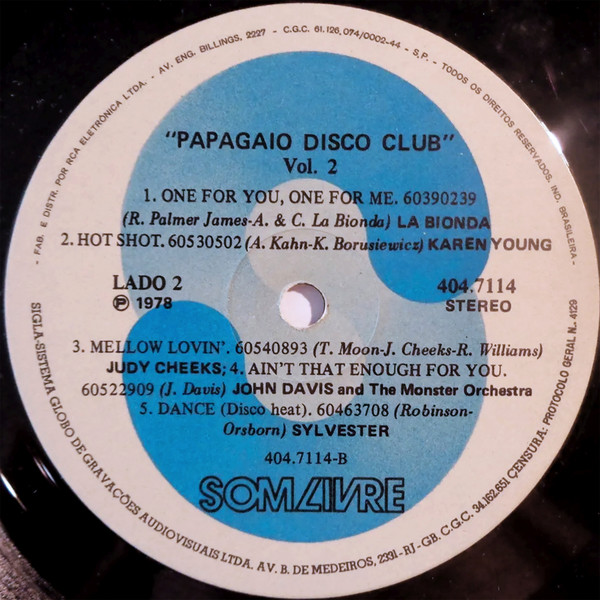 - FAB. E DISTR. POR RCA ELETRÔNICA LTDA. - AV. ENG. BILLINGS, 2227 - C.G.C. 61.126.074/0002-44 - S.P. - TODOS OS DIREITOS RESERVADOS. IND. BRASILEIRA -
"PAPAGAIO DISCO CLUB"
Vol. 2
1. ONE FOR YOU, ONE FOR ME. 60390239
(R. Palmer James-A. & C. La Bionda) LA BIONDA
2. HOT SHOT. 60530502 (A. Kahn-K. Borusiewicz) KAREN YOUNG
LADO 2
℗ 1978
404.7114
STEREO
3. MELLOW LOVIN'. 60540893 (T. Moon-J. Cheeks-R. Williams)
JUDY CHEEKS; 4. AIN'T THAT ENOUGH FOR YOU.
60522909 (J. Davis) JOHN DAVIS and The Monster Orchestra
5. DANCE (Disco heat). 60463708 (Robinson-
Orsborn) SYLVESTER
404.7114-B
SOMLIVRE
SIGLA-SISTEMA GLOBO DE GRAVAÇÕES AUDIOVISUAIS LTDA. AV. B. DE MEDEIROS, 2331-RJ-GB. C.G.C. 34.162.651 ÇENSURA: PROTOCOLO GERAL N.. 4129